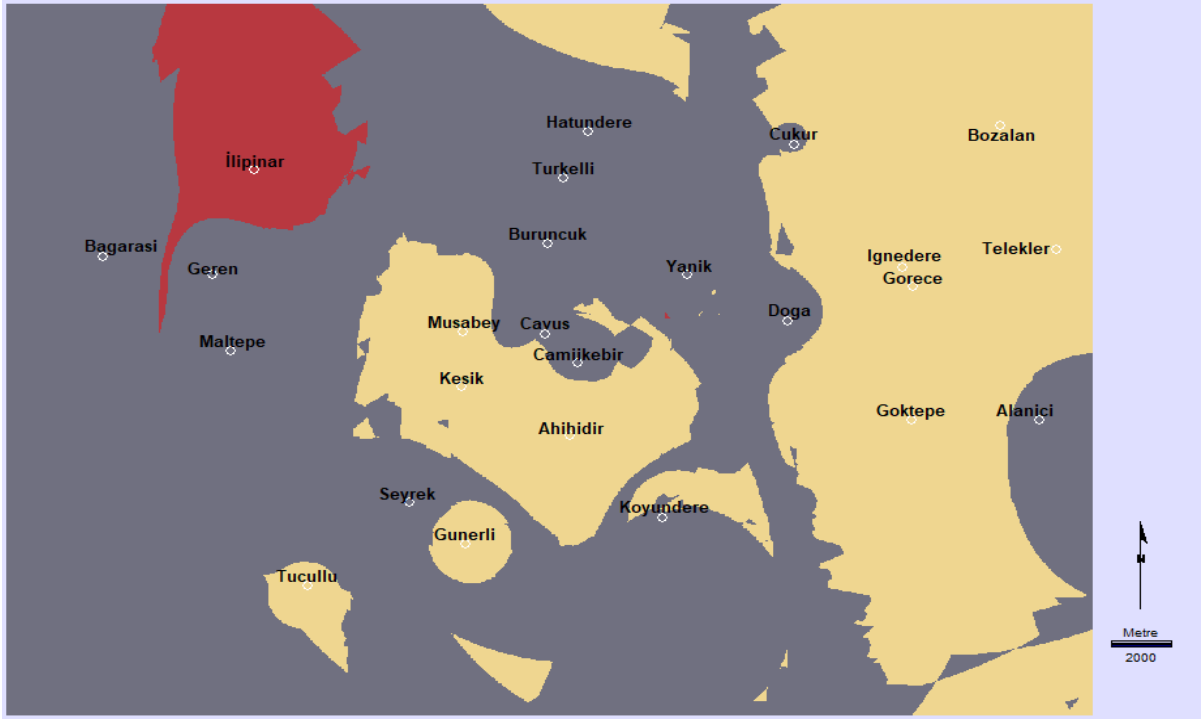 Hatundere
Cukur
Bozalan
İlipinar
Turkelli
Buruncuk
Bagarasi
Ignedere
Telekler
Geren
Yanik
Gorece
Doga
Musabey
Cavus
Maltepe
Camiikebir
Kesik
Goktepe
Alanici
Ahihidir
Seyrek
Koyundere
Gunerli
N
Tucullu
Metre
2000